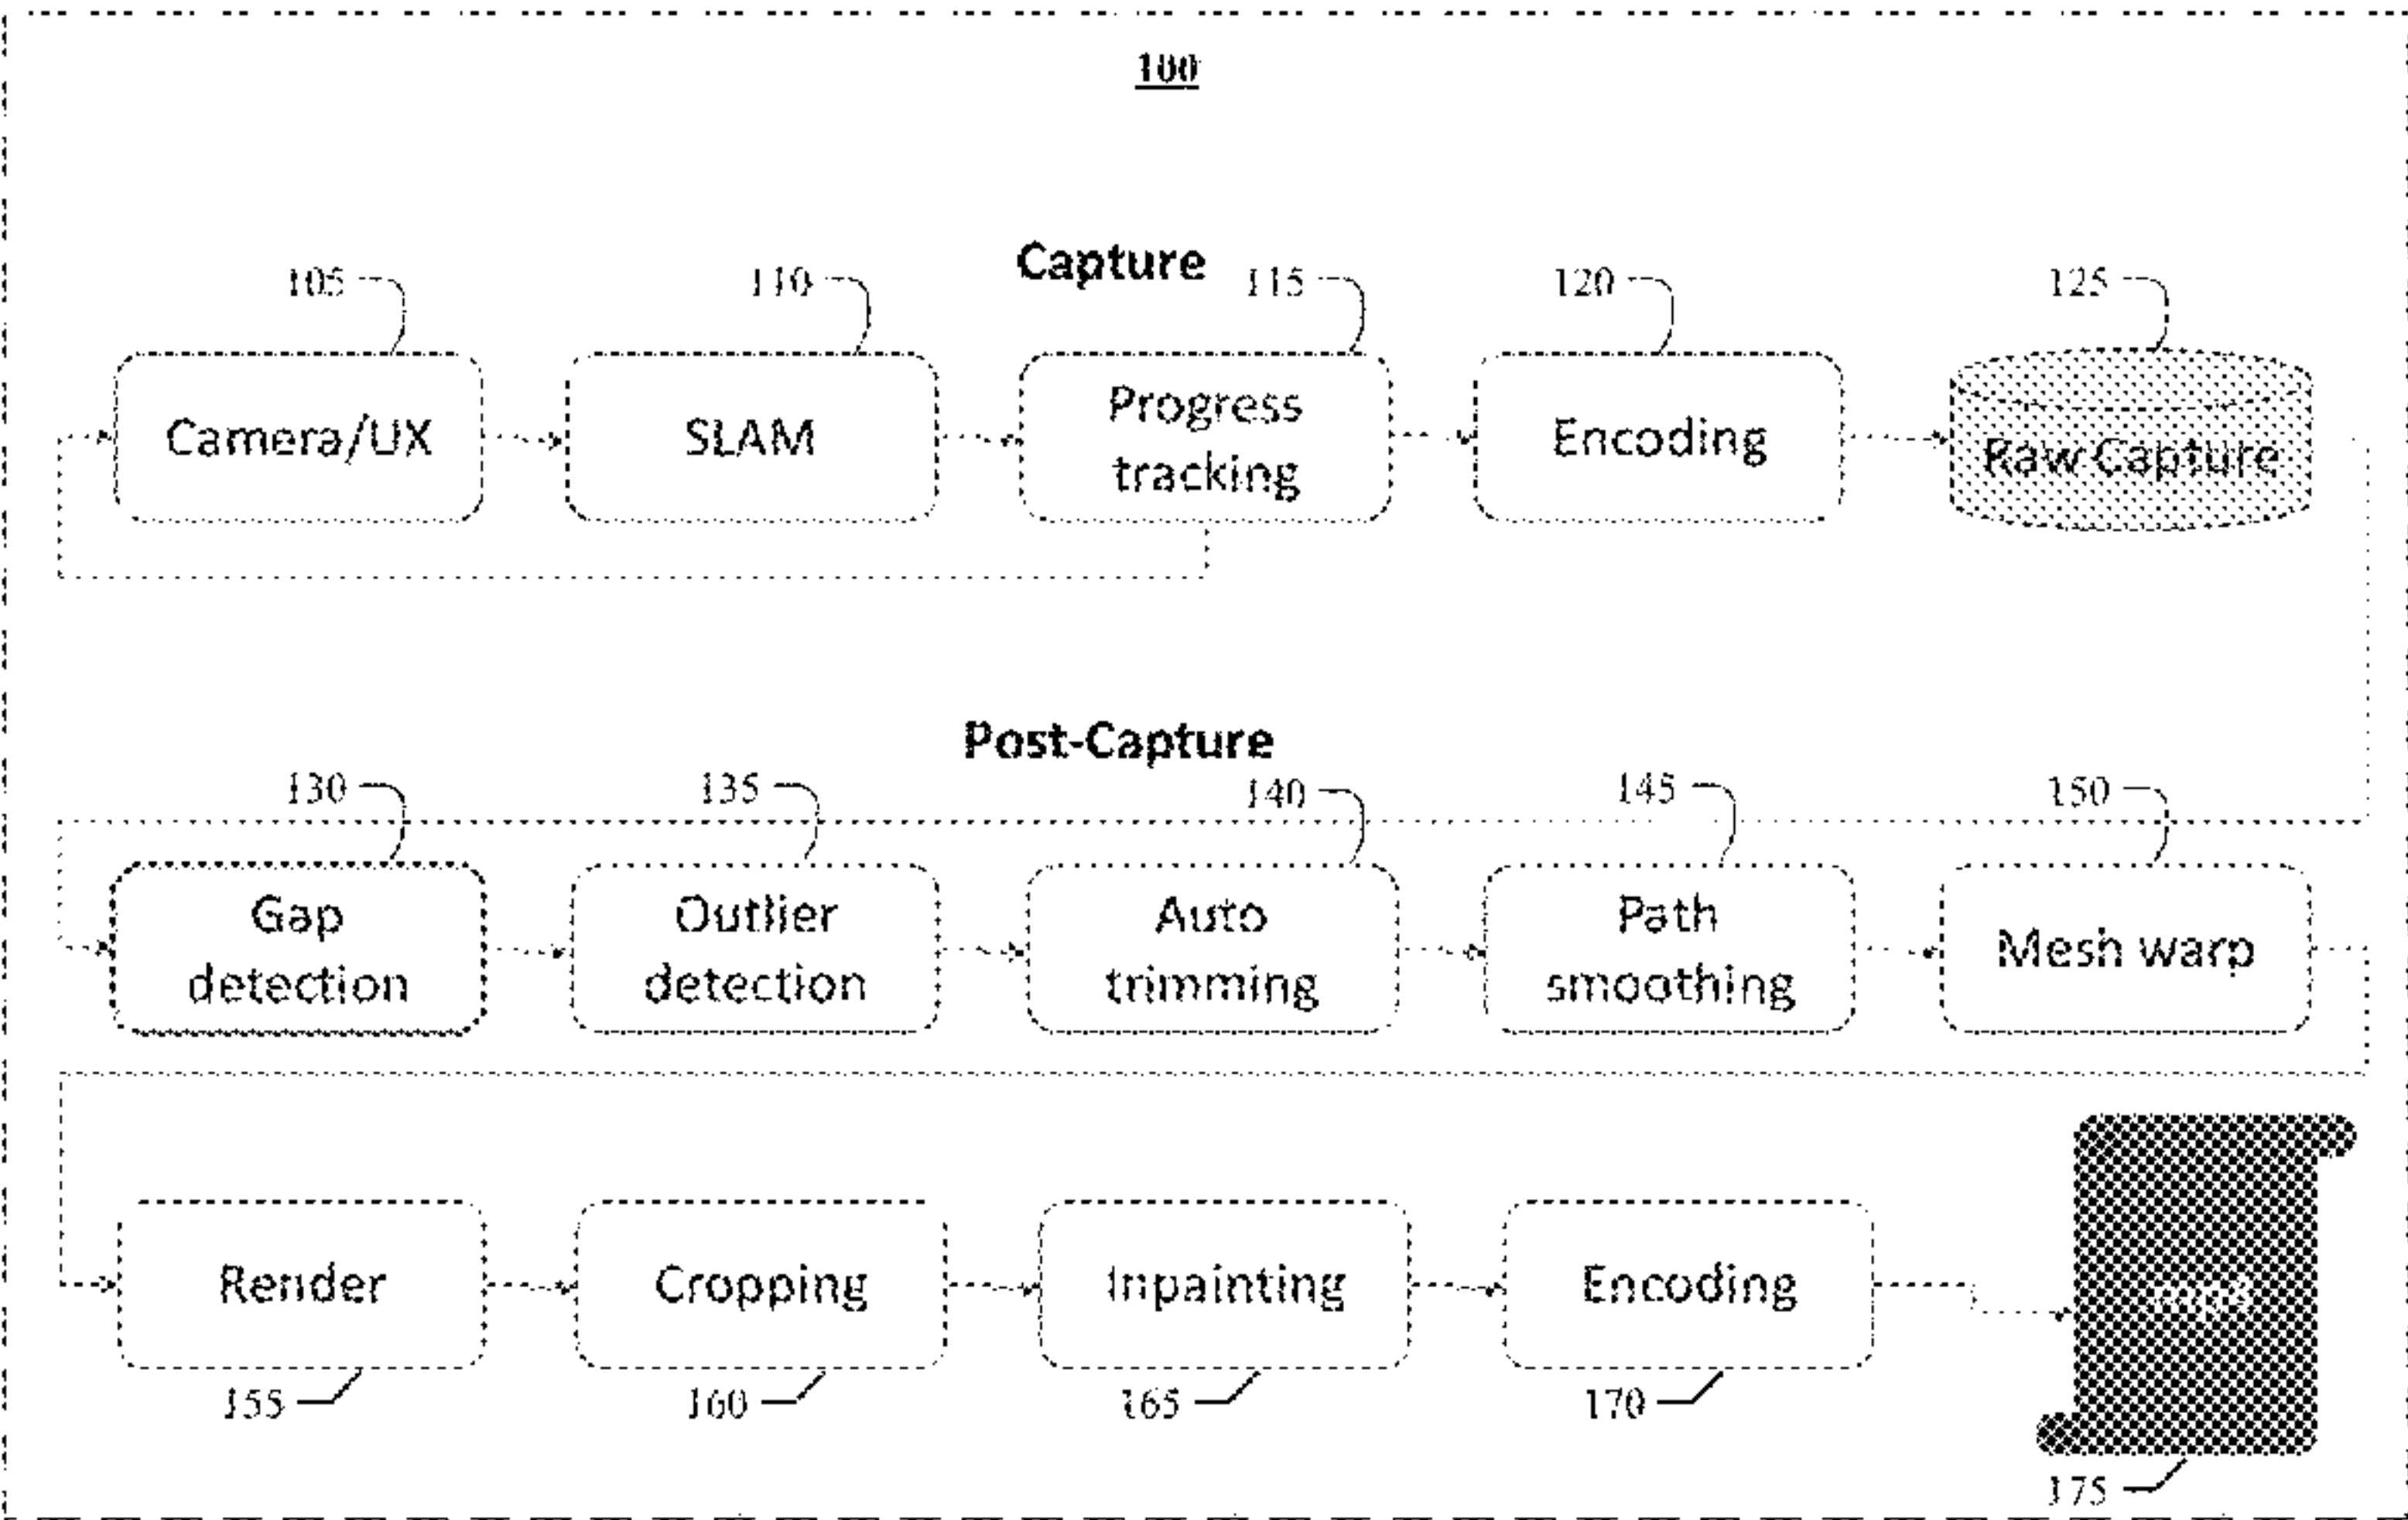 100
Capture
105
110
115
120
125
Camera/UX
SLAM
Progress
tracking
Encoding
Raw Capture
Post-Capture
130
135
140
145
150
Gap
detection
Outlier
detection
Auto
trimming
Path
smoothing
Mesh warp
Render
Cropping
Inpainting
Encoding
155
160
165
170
175